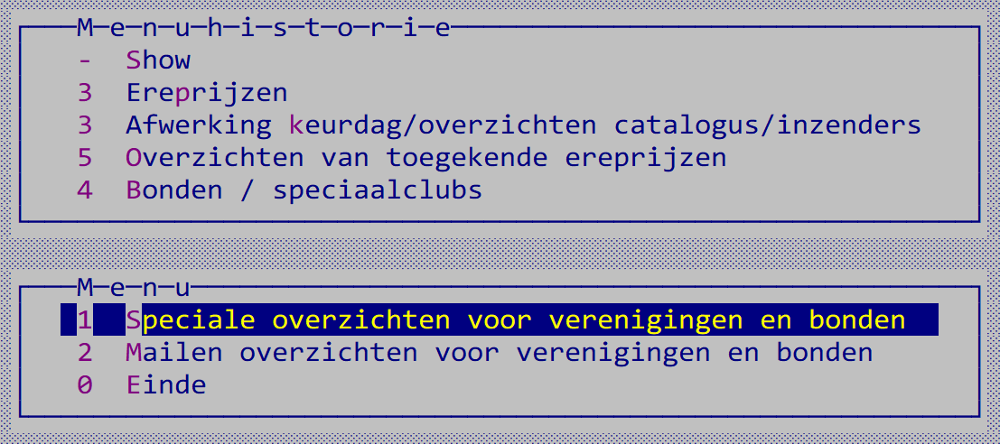 M-e-n-u-h-i-s-t-o-r-i-e
- Show
3 Ereprijzen
3 Afwerking keurdag/overzichten catalogus/inzenders
5 Overzichten van toegekende ereprijzen
4 Bonden / speciaalclubs
M-e-n-u
1 Speciale overzichten voor verenigingen en bonden
2 Mailen overzichten voor verenigingen en bonden
0 Einde